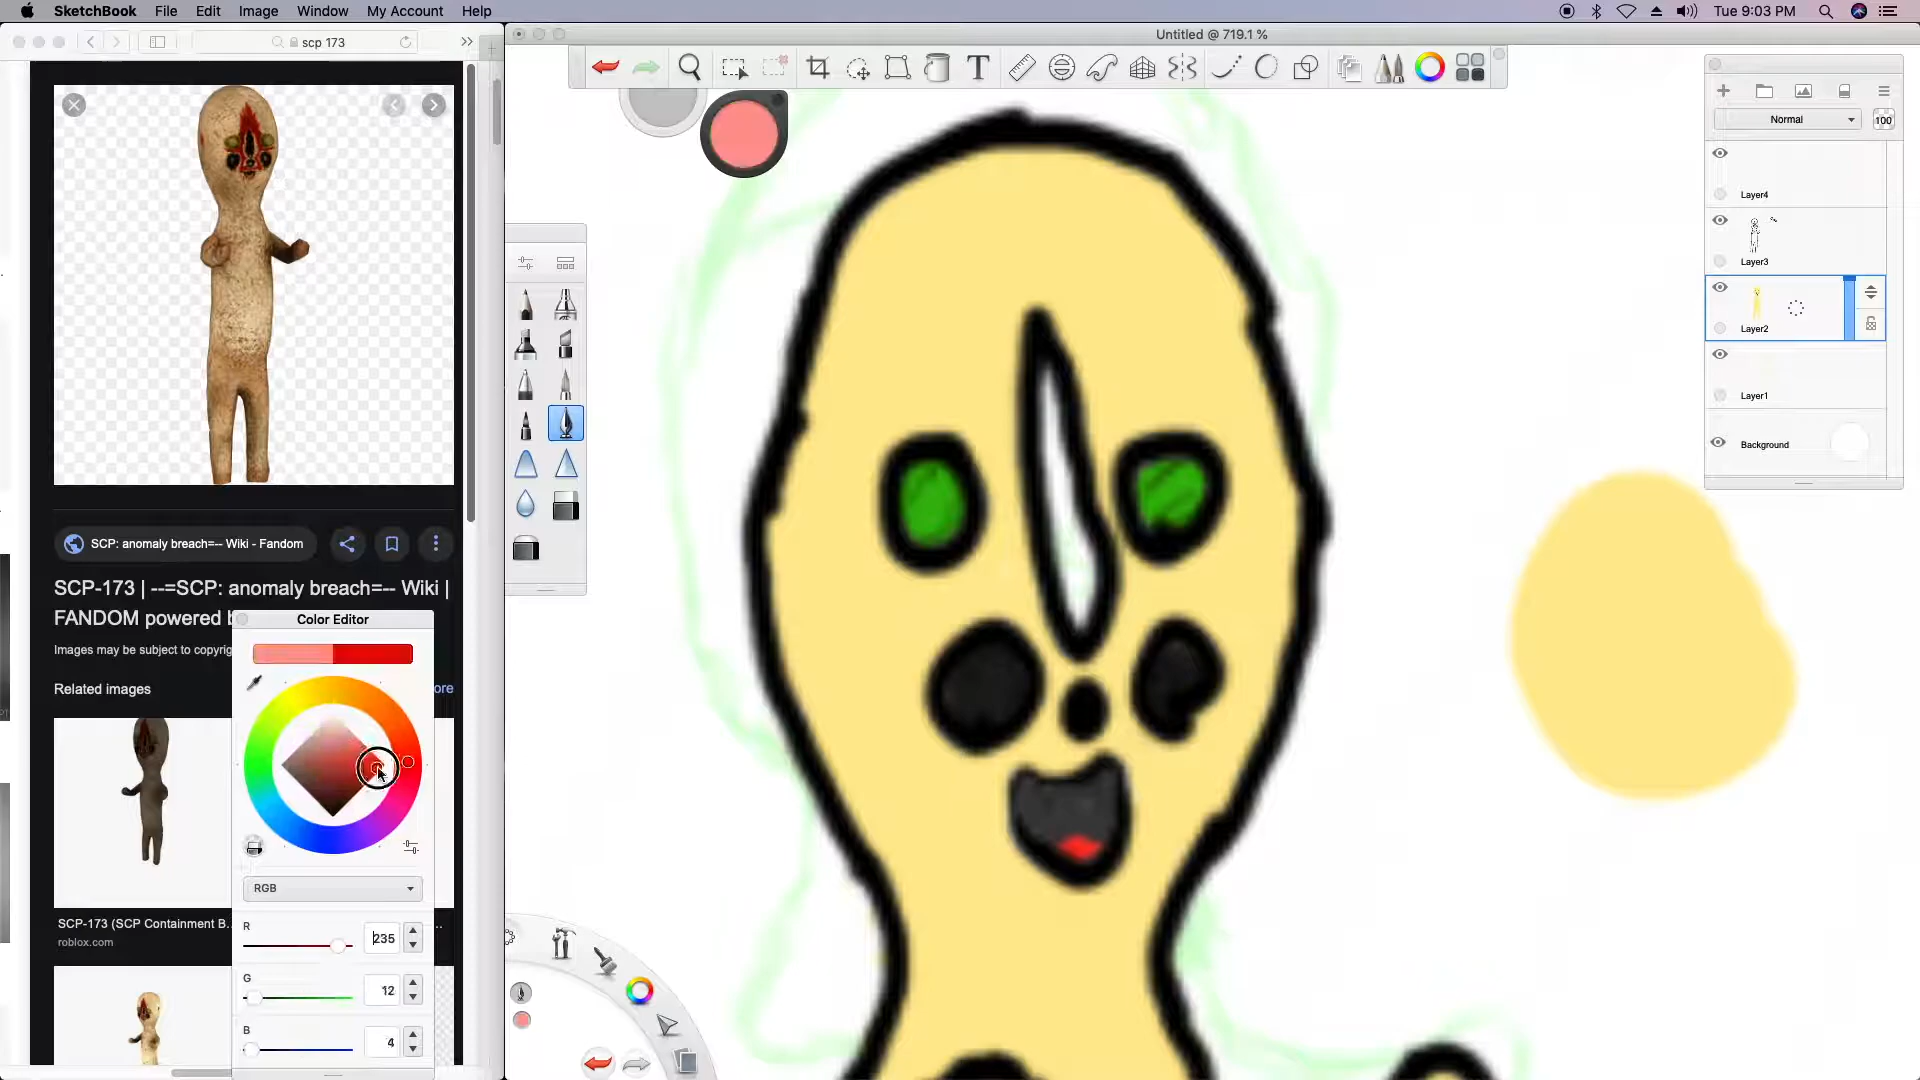 SketchBook File Edit Image Window My Account Help
Tue 9:03 PM
scp 173
Untitled @ 719.1 %
Normal
100
Layer4
Layer3
Layer2
Layer1
Background
SCP: anomaly breach=-- Wiki - Fandom
SCP-173 | --=SCP: anomaly breach=-- Wiki |
FANDOM powered b
Images may be subject to copyrig
Related images
ore
Color Editor
RGB
R
235
G
12
B
4
SCP-173 (SCP Containment B...
roblox.com